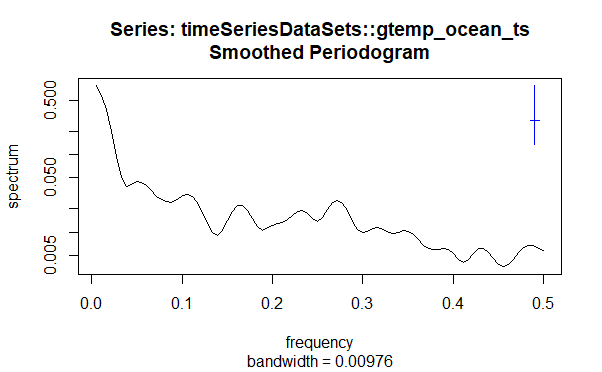 Series: timeSeriesDataSets::gtemp_ocean_ts
Smoothed Periodogram
spectrum
0.500
0.050
0.005
0.0 0.1 0.2 0.3 0.4 0.5
frequency
bandwidth = 0.00976